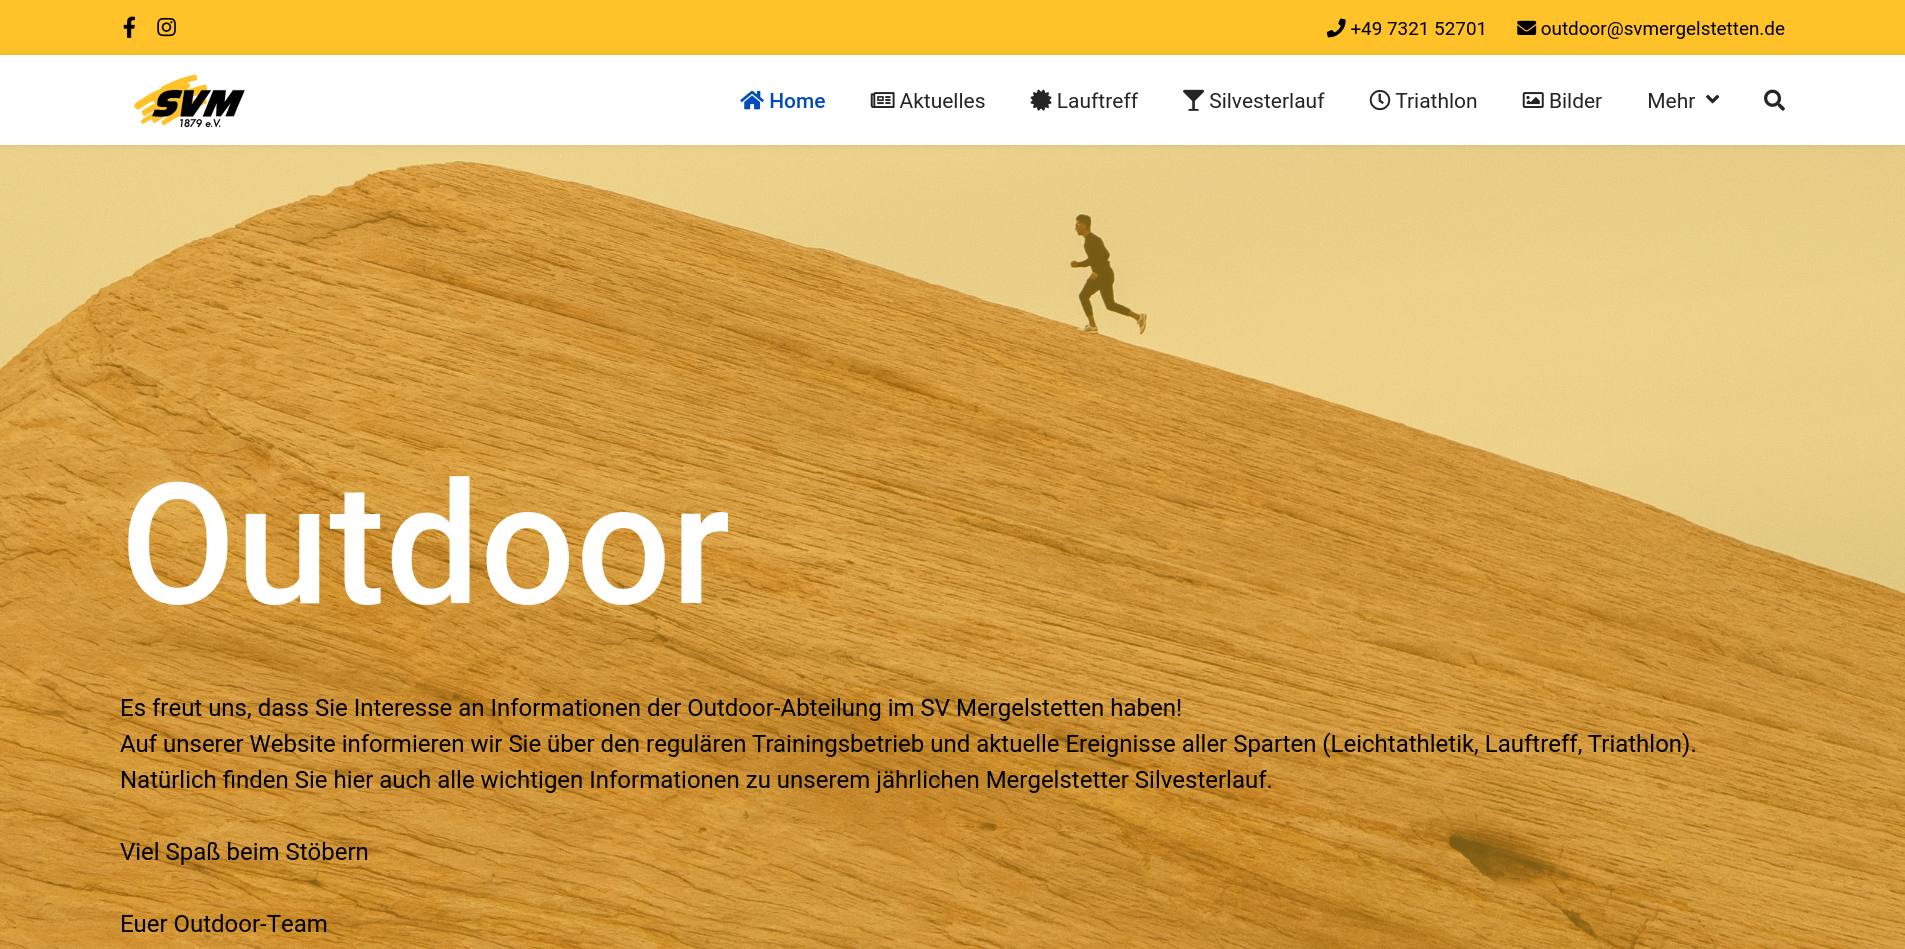 +49 7321 52701 outdoor@svmergelstetten.de
SVM
1879 e.V.
Home Aktuelles Lauftreff Silvesterlauf Triathlon Bilder Mehr
Outdoor
Es freut uns, dass Sie Interesse an Informationen der Outdoor-Abteilung im SV Mergelstetten haben!
Auf unserer Website informieren wir Sie über den regulären Trainingsbetrieb und aktuelle Ereignisse aller Sparten (Leichtathletik, Lauftreff, Triathlon).
Natürlich finden Sie hier auch alle wichtigen Informationen zu unserem jährlichen Mergelstetter Silvesterlauf.
Viel Spaß beim Stöbern
Euer Outdoor-Team